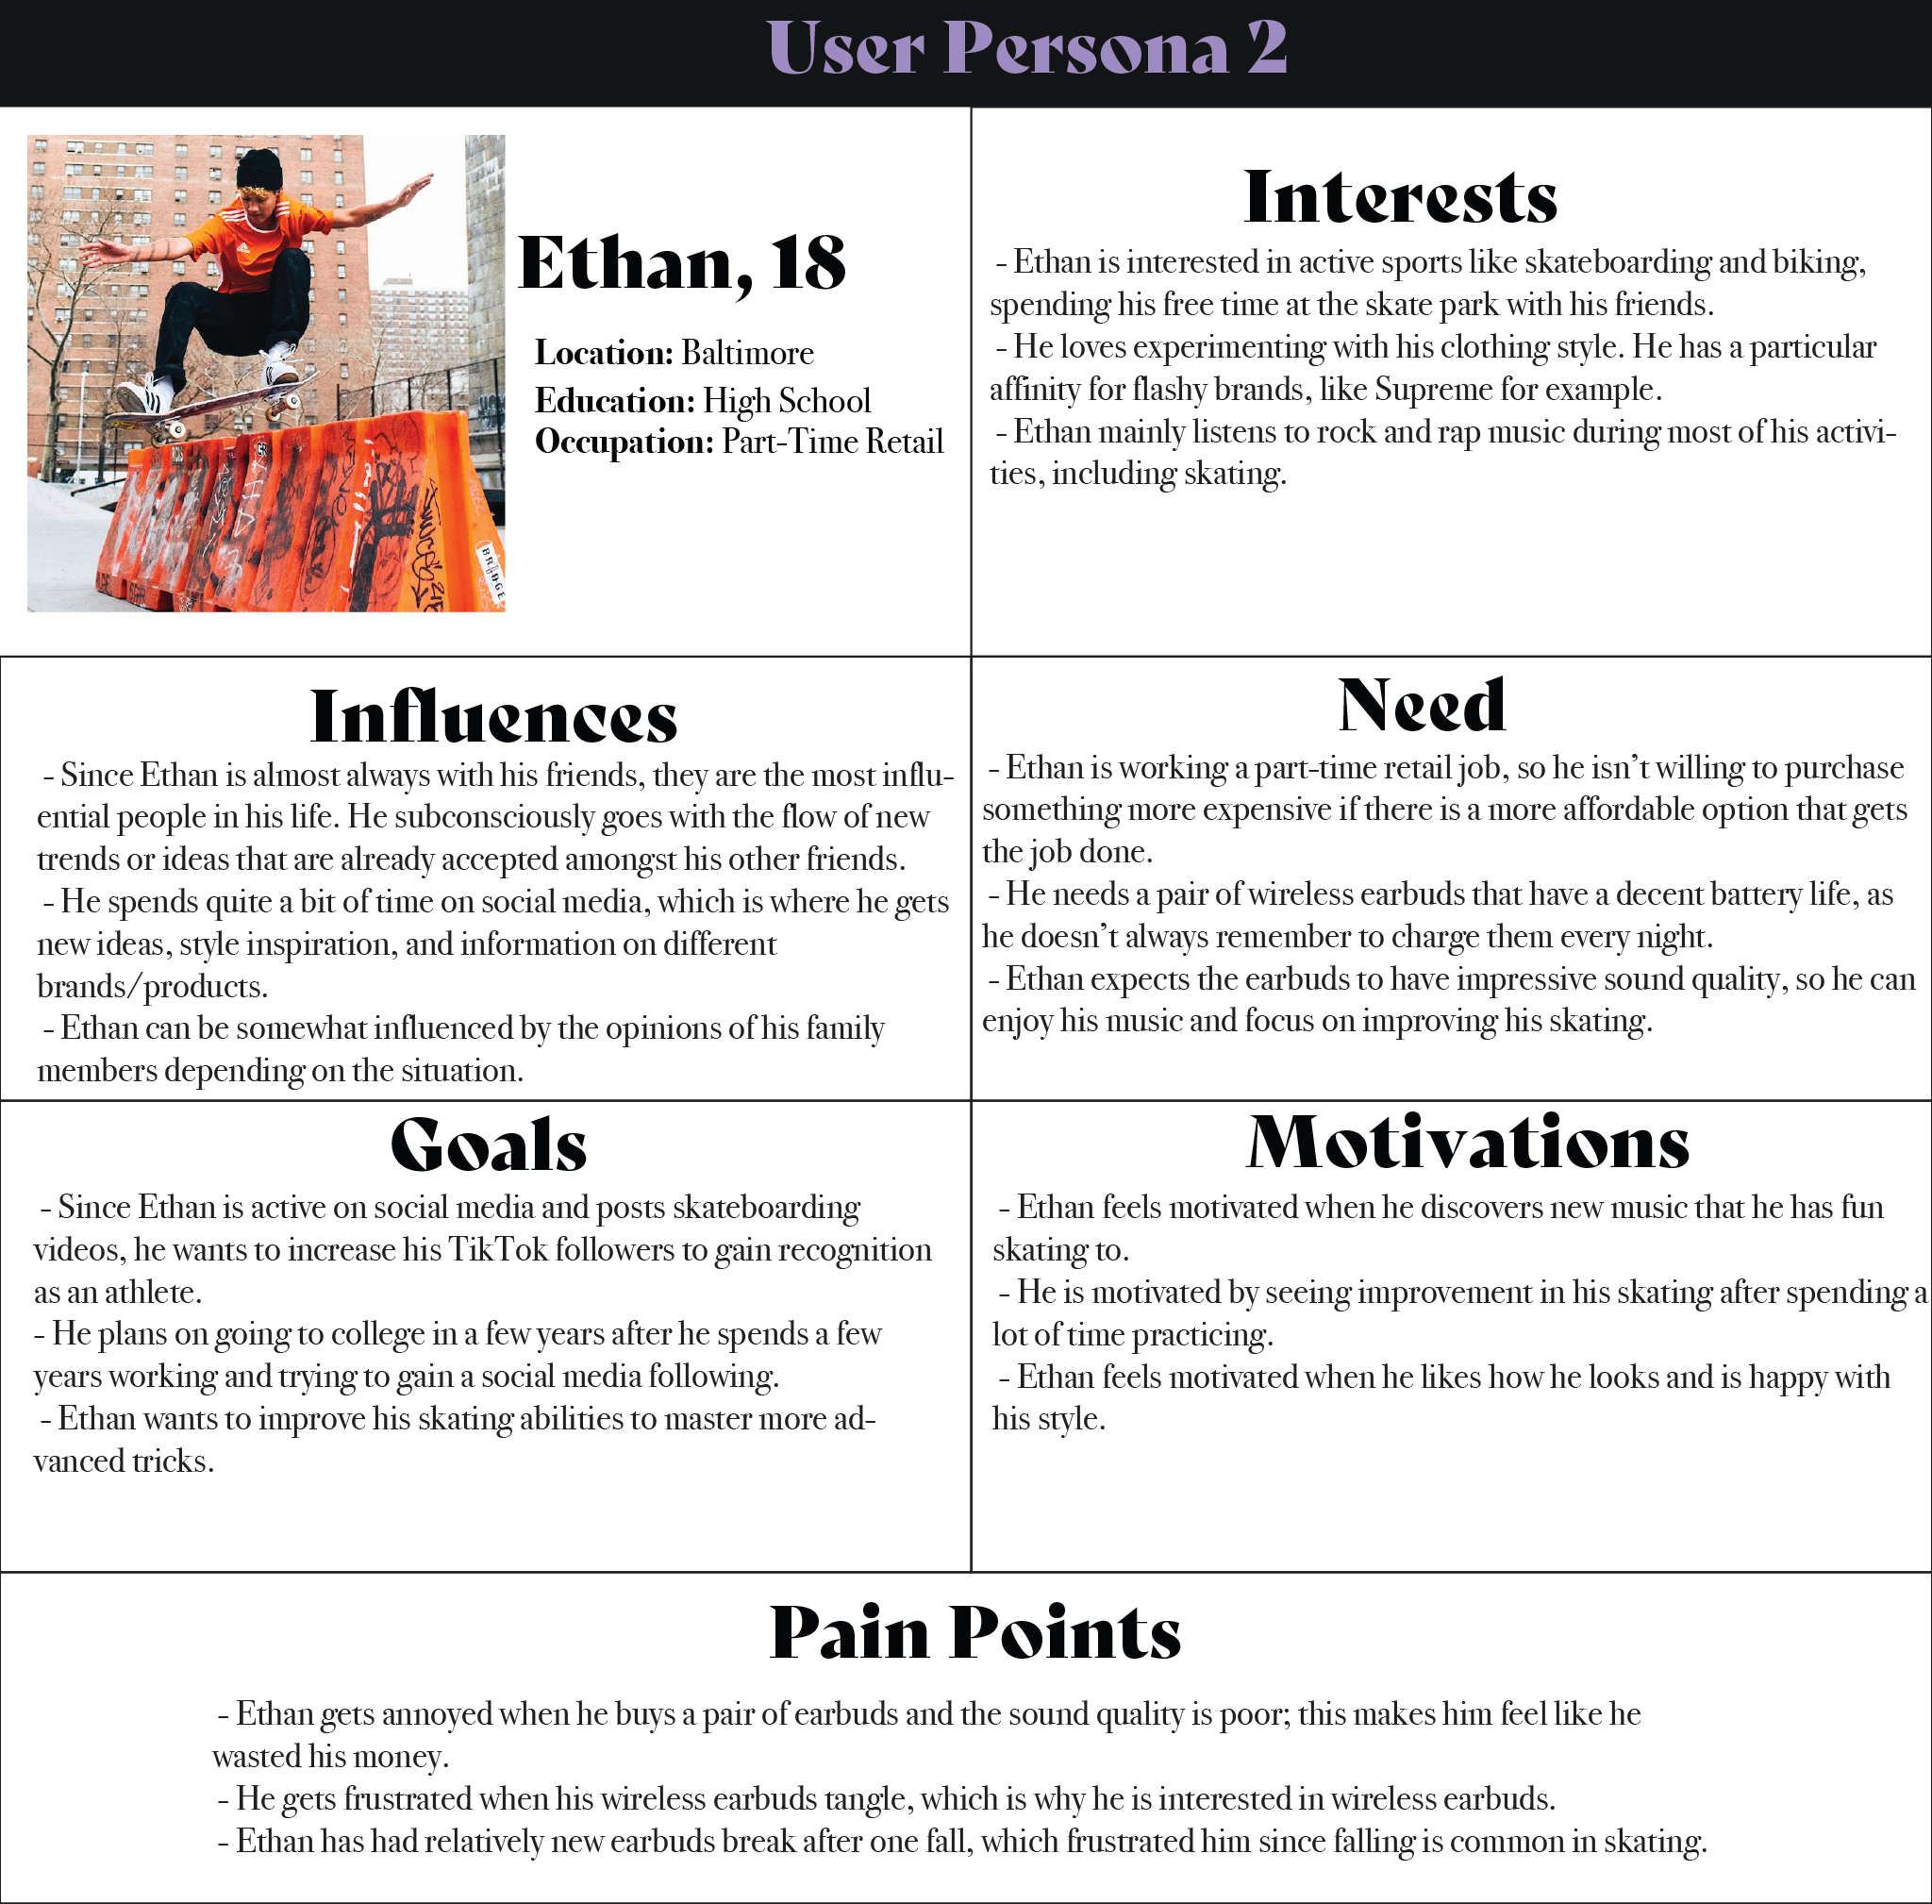 User Persona 2
Ethan, 18
Location: Baltimore
Education: High School
Occupation: Part-Time Retail
adidas
BRIDGE
Interests
- Ethan is interested in active sports like skateboarding and biking,
spending his free time at the skate park with his friends.
- He loves experimenting with his clothing style. He has a particular
affinity for flashy brands, like Supreme for example.
- Ethan mainly listens to rock and rap music during most of his activi-
ties, including skating.
Influences
- Since Ethan is almost always with his friends, they are the most influ-
ential people in his life. He subconsciously goes with the flow of new
trends or ideas that are already accepted amongst his other friends.
- He spends quite a bit of time on social media, which is where he gets
new ideas, style inspiration, and information on different
brands/products.
- Ethan can be somewhat influenced by the opinions of his family
members depending on the situation.
Need
- Ethan is working a part-time retail job, so he isn't willing to purchase
something more expensive if there is a more affordable option that gets
the job done.
- He needs a pair of wireless earbuds that have a decent battery life, as
he doesn't always remember to charge them every night.
- Ethan expects the earbuds to have impressive sound quality, so he can
enjoy his music and focus on improving his skating.
Goals
- Since Ethan is active on social media and posts skateboarding
videos, he wants to increase his TikTok followers to gain recognition
as an athlete.
- He plans on going to college in a few years after he spends a few
years working and trying to gain a social media following.
- Ethan wants to improve his skating abilities to master more ad-
vanced tricks.
Motivations
- Ethan feels motivated when he discovers new music that he has fun
skating to.
- He is motivated by seeing improvement in his skating after spending a
lot of time practicing.
- Ethan feels motivated when he likes how he looks and is happy with
his style.
Pain Points
- Ethan gets annoyed when he buys a pair of earbuds and the sound quality is poor; this makes him feel like he
wasted his money.
- He gets frustrated when his wireless earbuds tangle, which is why he is interested in wireless earbuds.
- Ethan has had relatively new earbuds break after one fall, which frustrated him since falling is common in skating.